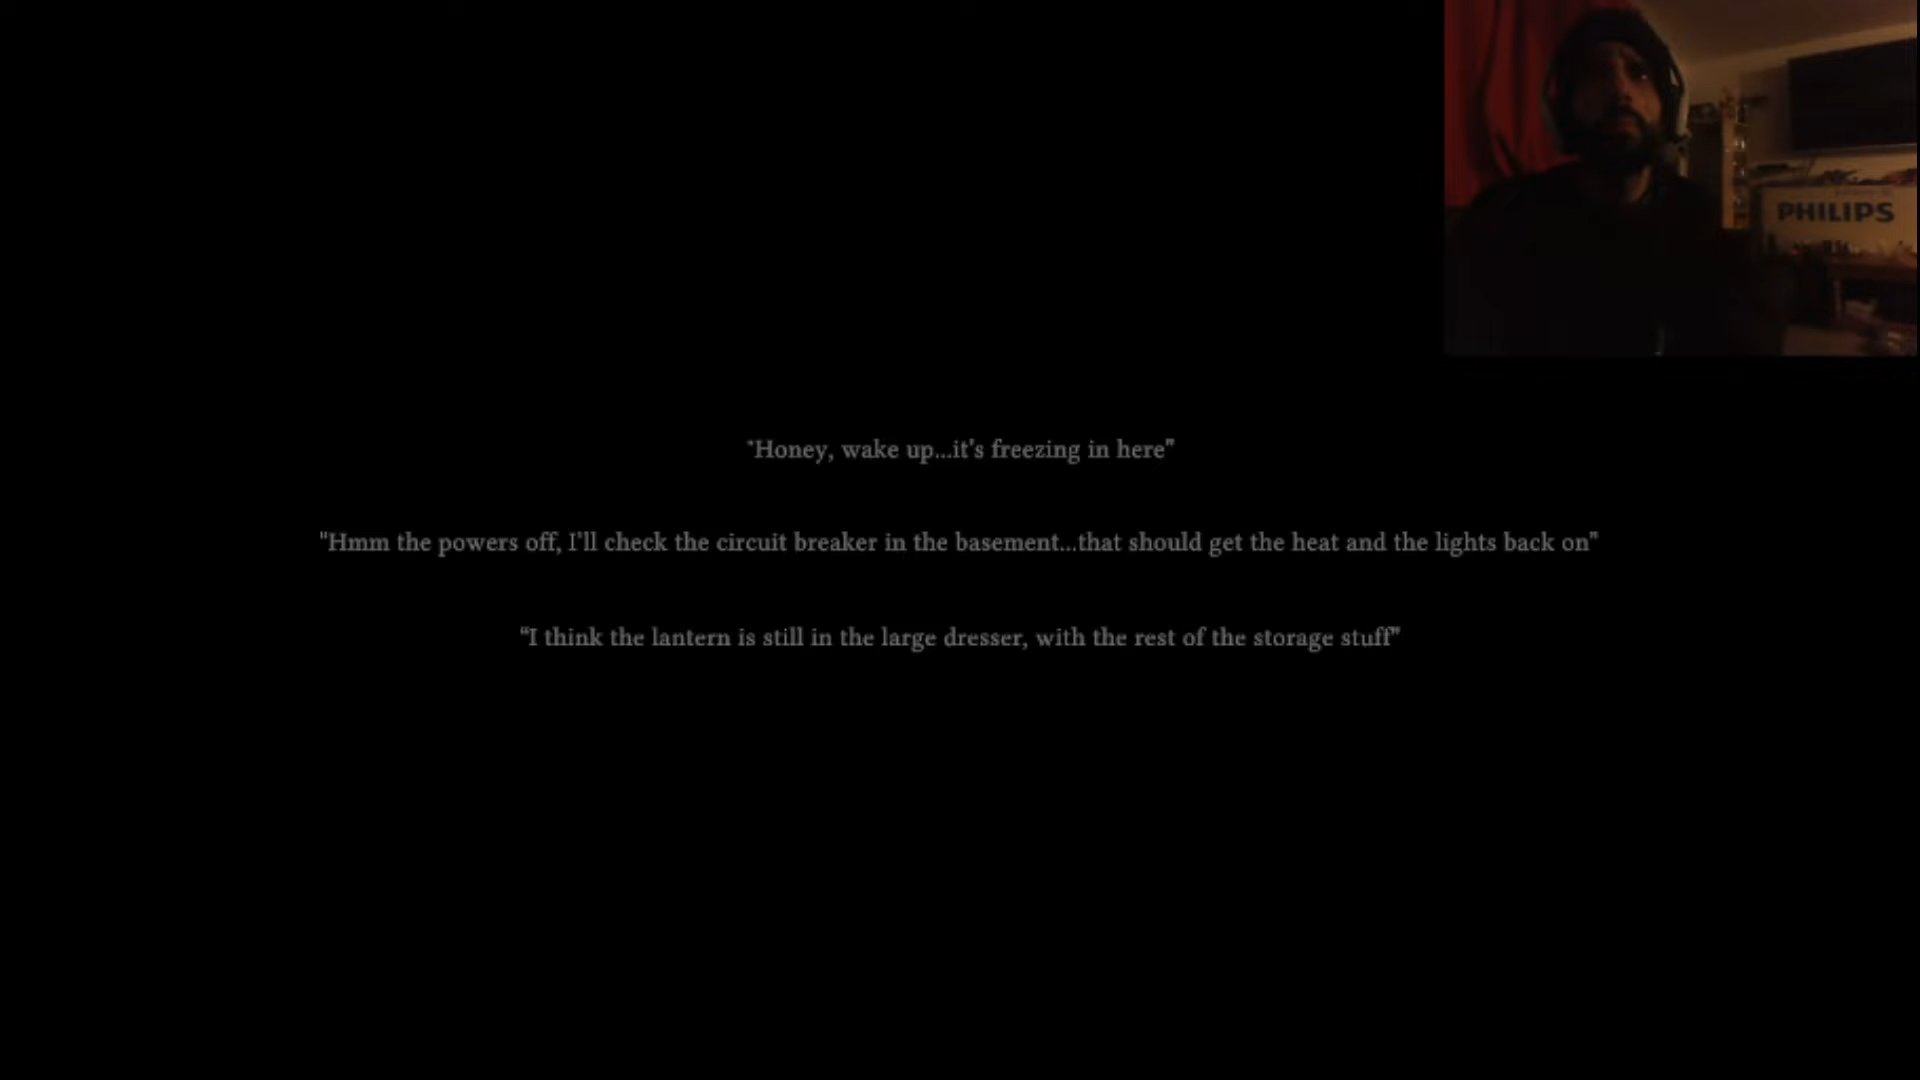 PHILIPS
"Honey, wake up...it's freezing in here"
"Hmm the powers off, I'll check the circuit breaker in the basement...that should get the heat and the lights back on"
"I think the lantern is still in the large dresser, with the rest of the storage stuff"